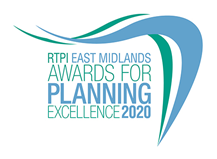 RTPI EAST MIDLANDS
AWARDS FOR
PLANNING
EXCELLENCE 2020